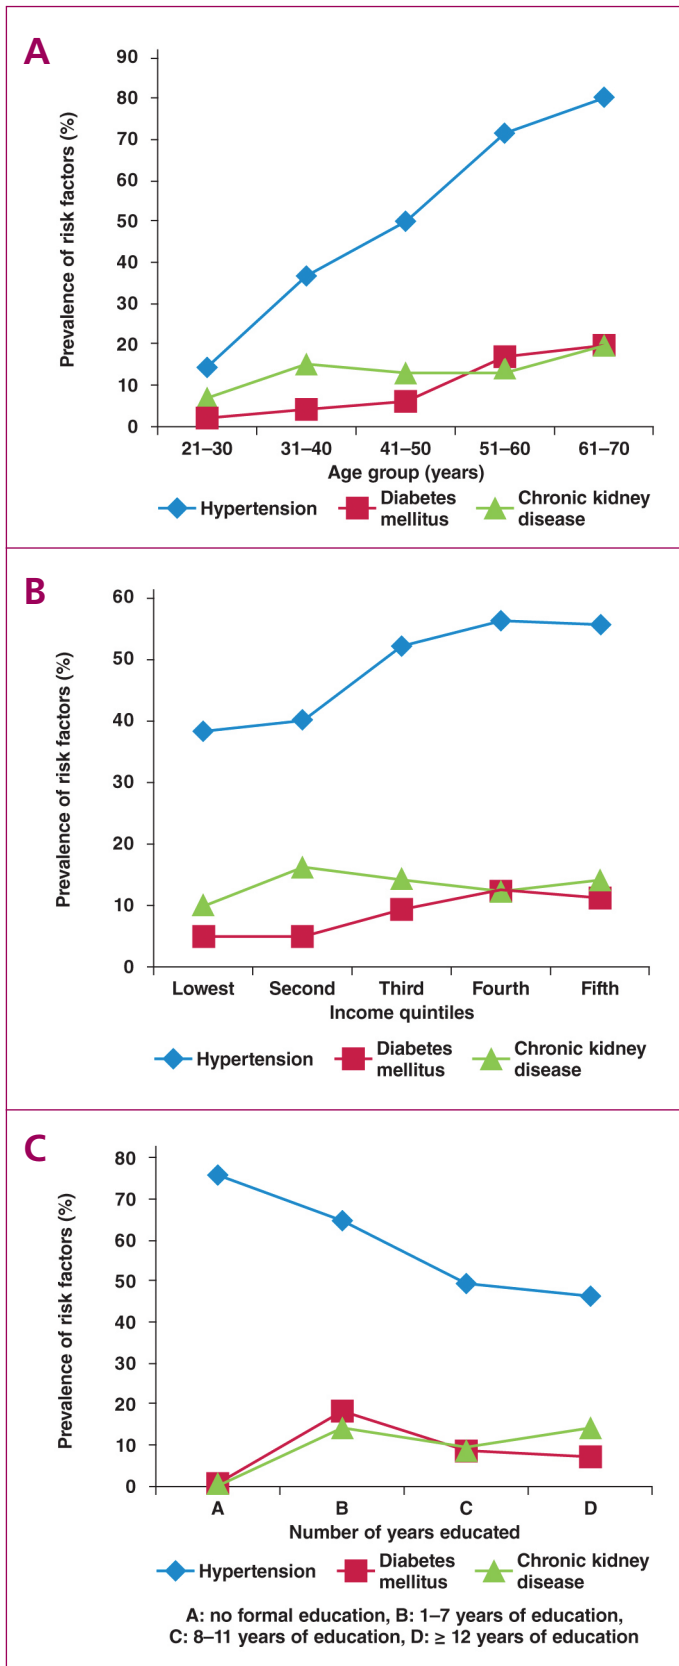 A
Prevalence of risk factors (%)
90
80
70
60
50
40
30
20
10
0
21–30 31–40 41–50 51–60 61–70
Age group (years)
Hypertension Diabetes mellitus Chronic kidney disease
B
Prevalence of risk factors (%)
60
50
40
30
20
10
0
Lowest Second Third Fourth Fifth
Income quintiles
Hypertension Diabetes mellitus Chronic kidney disease
C
Prevalence of risk factors (%)
80
70
60
50
40
30
20
10
0
A B C D
Number of years educated
Hypertension Diabetes mellitus Chronic kidney disease
A: no formal education, B: 1–7 years of education,
C: 8–11 years of education, D: ≥ 12 years of education